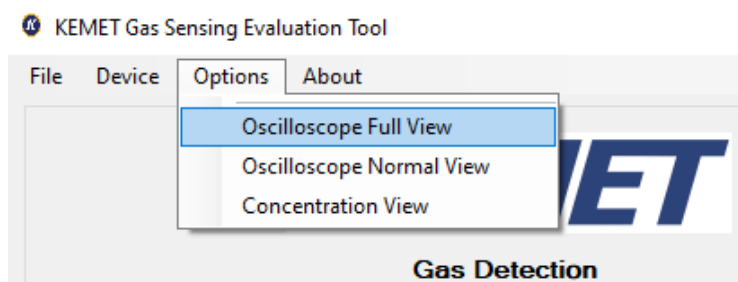 KEMET Gas Sensing Evaluation Tool
File Device Options About
Oscilloscope Full View
Oscilloscope Normal View
Concentration View
ET
Gas Detection